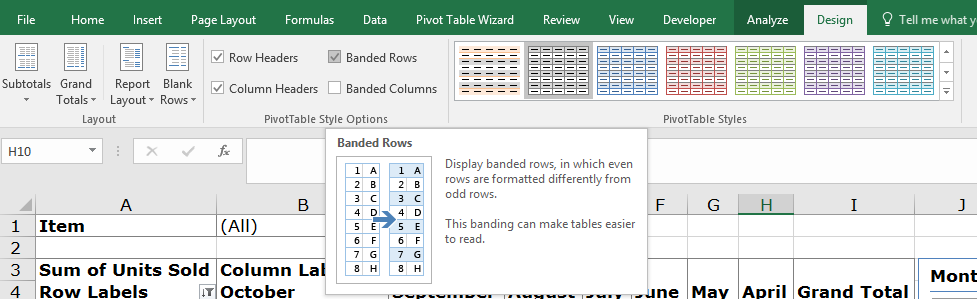 File Home Insert Page Layout Formulas Data Pivot Table Wizard Review View Developer Analyze Design Tell me what
Subtotals
Grand
Totals
Report
Layout
Blank
Rows
Layout
Row Headers
Banded Rows
Column Headers
Banded Columns
PivotTable Style Options
PivotTable Styles
H10
fx
Banded Rows
1 A 1 A
2 B 2 B
3 C 3 C
4 D 4 D
5 E 5 E
6 F 6 F
7 G 7 G
8 H 8 H
Display banded rows, in which even
rows are formatted differently from
odd rows.
This banding can make tables easier
to read.
A B F G H I J
1 Item (All)
2
3 Sum of Units Sold Column Lab
4 Row Labels October September August July June May April Grand Total
Mont